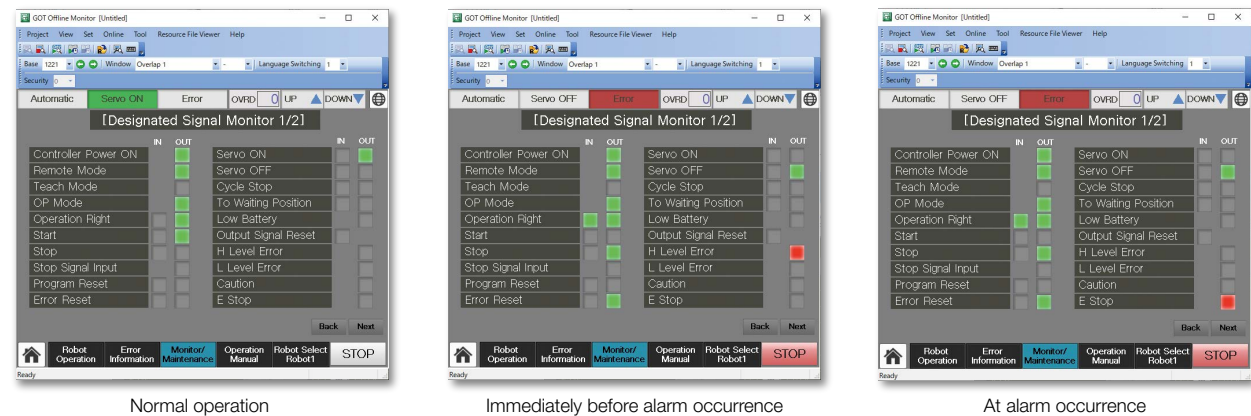 GOT Offline Monitor [Untitled]
Project View Set Online Tool Resource File Viewer Help
Base 1221 Window Overlap 1 - Language Switching 1
Security 0
Automatic Servo ON Error OVRD 0 UP DOWN
[Designated Signal Monitor 1/2]
IN OUT IN OUT
Controller Power ON Servo ON
Remote Mode Servo OFF
Teach Mode Cycle Stop
OP Mode To Waiting Position
Operation Right Low Battery
Start Output Signal Reset
Stop H Level Error
Stop Signal Input L Level Error
Program Reset Caution
Error Reset E Stop
Back Next
Robot Operation Error Information Monitor/Maintenance Operation Manual Robot Select Robot1 STOP
Ready
Normal operation
GOT Offline Monitor [Untitled]
Project View Set Online Tool Resource File Viewer Help
Base 1221 Window Overlap 1 - Language Switching 1
Security 0
Automatic Servo OFF Error OVRD 0 UP DOWN
[Designated Signal Monitor 1/2]
IN OUT IN OUT
Controller Power ON Servo ON
Remote Mode Servo OFF
Teach Mode Cycle Stop
OP Mode To Waiting Position
Operation Right Low Battery
Start Output Signal Reset
Stop H Level Error
Stop Signal Input L Level Error
Program Reset Caution
Error Reset E Stop
Back Next
Robot Operation Error Information Monitor/Maintenance Operation Manual Robot Select Robot1 STOP
Ready
Immediately before alarm occurrence
GOT Offline Monitor [Untitled]
Project View Set Online Tool Resource File Viewer Help
Base 1221 Window Overlap 1 - Language Switching 1
Security 0
Automatic Servo OFF Error OVRD 0 UP DOWN
[Designated Signal Monitor 1/2]
IN OUT IN OUT
Controller Power ON Servo ON
Remote Mode Servo OFF
Teach Mode Cycle Stop
OP Mode To Waiting Position
Operation Right Low Battery
Start Output Signal Reset
Stop H Level Error
Stop Signal Input L Level Error
Program Reset Caution
Error Reset E Stop
Back Next
Robot Operation Error Information Monitor/Maintenance Operation Manual Robot Select Robot1 STOP
Ready
At alarm occurrence